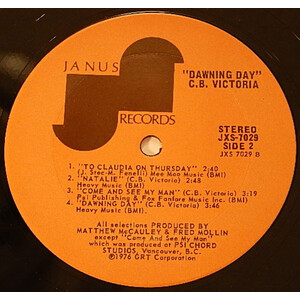 JANUS
RECORDS
"DAWNING DAY"
C.B. VICTORIA
STEREO
JXS-7029
SIDE 2
JXS 7029 B
1. "TO CLAUDIA ON THURSDAY" 2:40
(J. Stec-M. Fanelli) Mee Moo Music (BMI)
2. "NATALIE" (C.B. Victoria) 3:48
Heavy Music (BMI)
3. "COME AND SEE MY MAN" (C.B. Victoria) 3:19
Psi Publishing & Fox Fanfare Music Inc. (BMI)
4. "DAWNING DAY" (C.B. Victoria) 4:46
Heavy Music (BMI)
All selections PRODUCED BY
MATTHEW McCAULEY & FRED MOLLIN
except "Come And See My Man"
which was produced at PSI CHORD
STUDIOS, Vancouver, B.C.
©1976 GRT Corporation